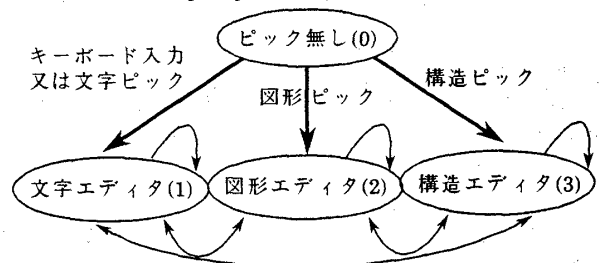 ピック無し(0)
キーボード入力
又は文字ピック
図形ピック
構造ピック
文字エディタ(1)
図形エディタ(2)
構造エディタ(3)